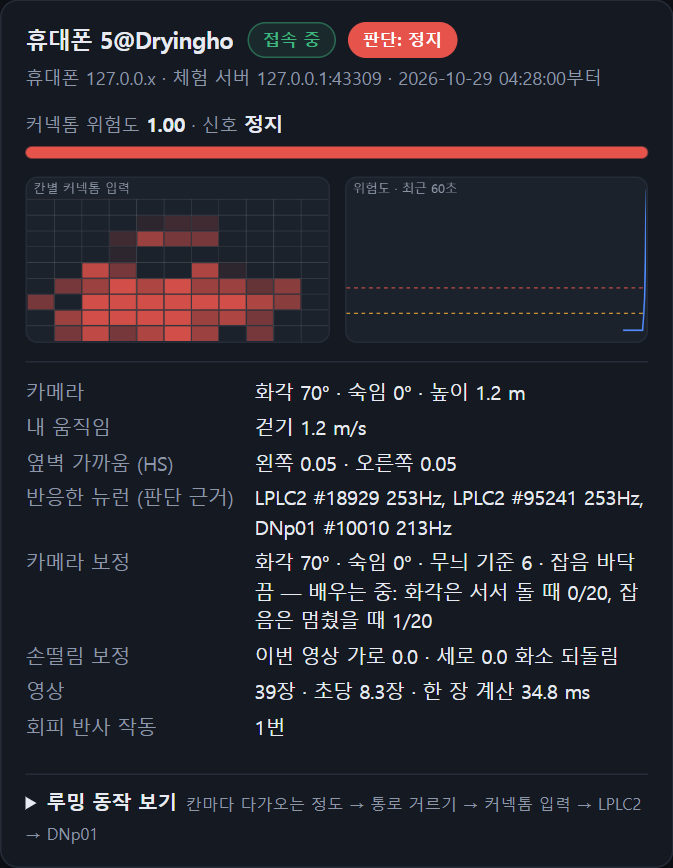 휴대폰 5@Dryingho 접속 중 판단: 정지
휴대폰 127.0.0.x · 체험 서버 127.0.0.1:43309 · 2026-10-29 04:28:00부터
커넥톰 위험도 1.00 · 신호 정지
칸별 커넥톰 입력
위험도 · 최근 60초
카메라 화각 70° · 숙임 0° · 높이 1.2 m
내 움직임 걷기 1.2 m/s
옆벽 가까움 (HS) 왼쪽 0.05 · 오른쪽 0.05
반응한 뉴런 (판단 근거) LPLC2 #18929 253Hz, LPLC2 #95241 253Hz,
DNp01 #10010 213Hz
카메라 보정 화각 70° · 숙임 0° · 무늬 기준 6 · 잡음 바닥
끔 — 배우는 중: 화각은 서서 돌 때 0/20, 잡
음은 멈췄을 때 1/20
손떨림 보정 이번 영상 가로 0.0 · 세로 0.0 화소 되돌림
영상 39장 · 초당 8.3장 · 한 장 계산 34.8 ms
회피 반사 작동 1번
▶ 루밍 동작 보기 칸마다 다가오는 정도 → 통로 거르기 → 커넥톰 입력 → LPLC2
→ DNp01